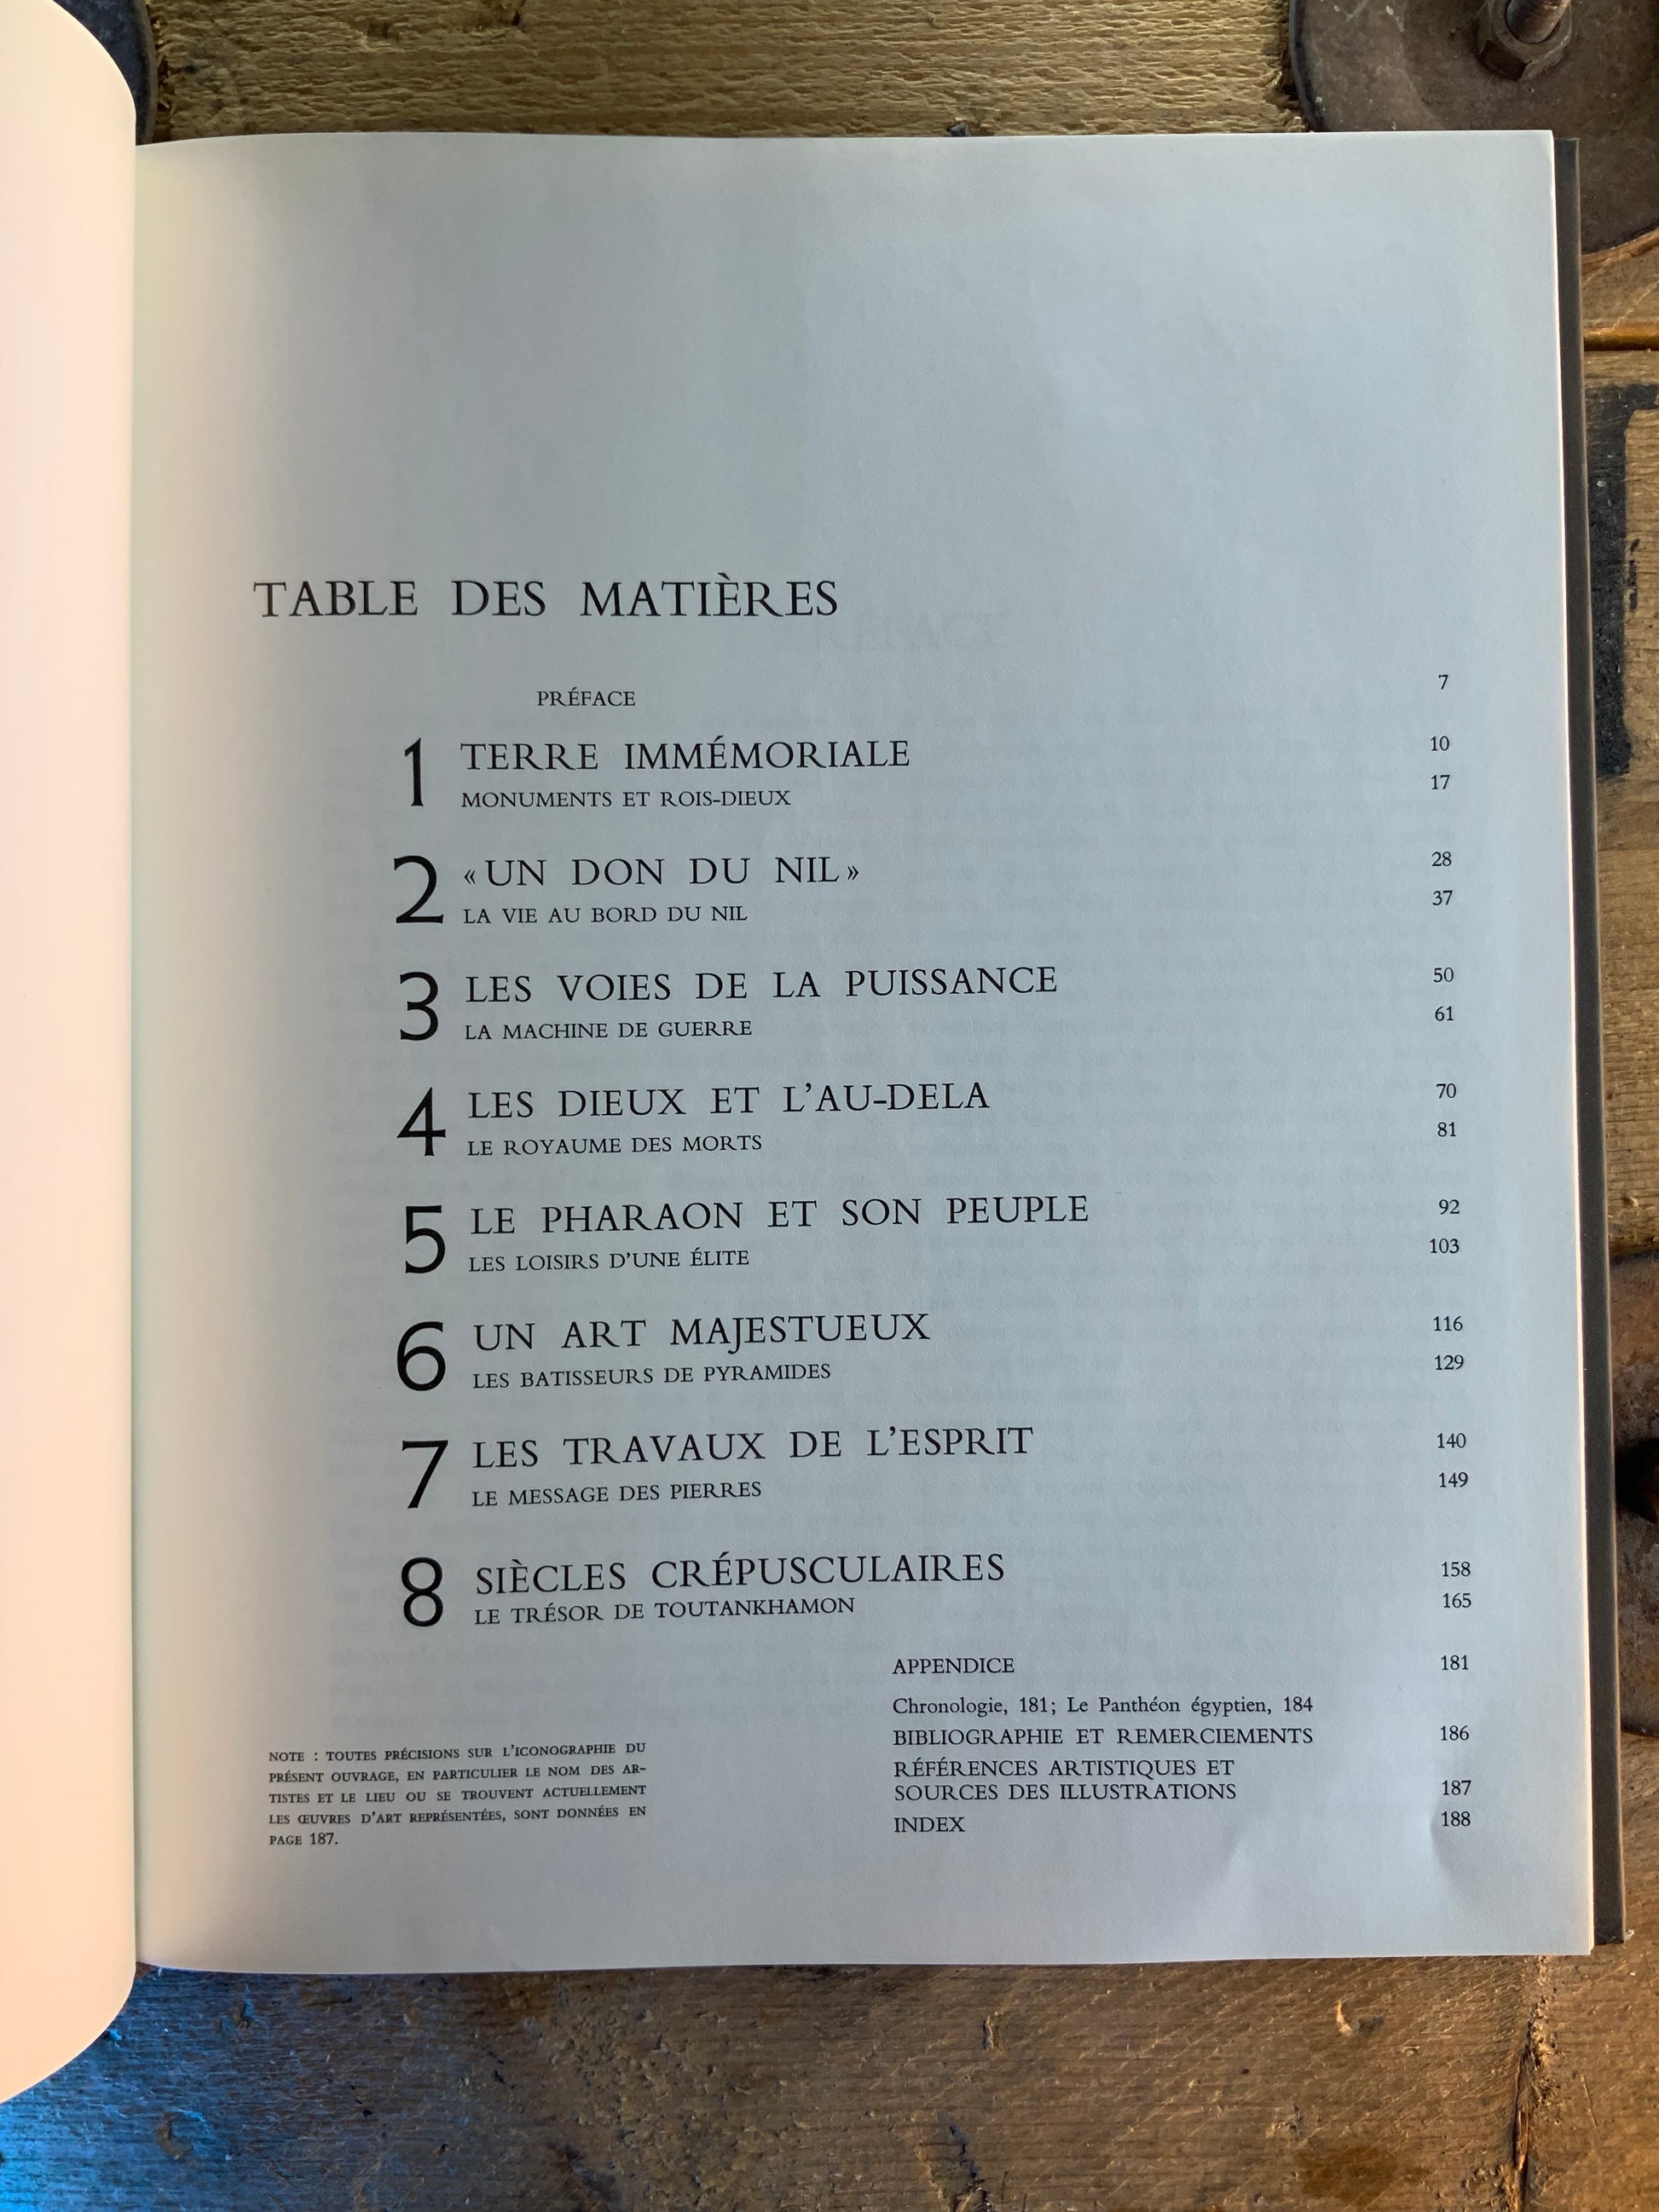 TABLE DES MATIÈRES
PRÉFACE 7
1 TERRE IMMÉMORIALE 10
MONUMENTS ET ROIS-DIEUX 17
2 «UN DON DU NIL» 28
LA VIE AU BORD DU NIL 37
3 LES VOIES DE LA PUISSANCE 50
LA MACHINE DE GUERRE 61
4 LES DIEUX ET L'AU-DELA 70
LE ROYAUME DES MORTS 81
5 LE PHARAON ET SON PEUPLE 92
LES LOISIRS D'UNE ÉLITE 103
6 UN ART MAJESTUEUX 116
LES BATISSEURS DE PYRAMIDES 129
7 LES TRAVAUX DE L'ESPRIT 140
LE MESSAGE DES PIERRES 149
8 SIÈCLES CRÉPUSCULAIRES 158
LE TRÉSOR DE TOUTANKHAMON 165
APPENDICE 181
Chronologie, 181; Le Panthéon égyptien, 184
BIBLIOGRAPHIE ET REMERCIEMENTS 186
RÉFÉRENCES ARTISTIQUES ET
SOURCES DES ILLUSTRATIONS 187
INDEX 188
NOTE : TOUTES PRÉCISIONS SUR L'ICONOGRAPHIE DU
PRÉSENT OUVRAGE, EN PARTICULIER LE NOM DES AR-
TISTES ET LE LIEU OU SE TROUVENT ACTUELLEMENT
LES ŒUVRES D'ART REPRÉSENTÉES, SONT DONNÉES EN
PAGE 187.